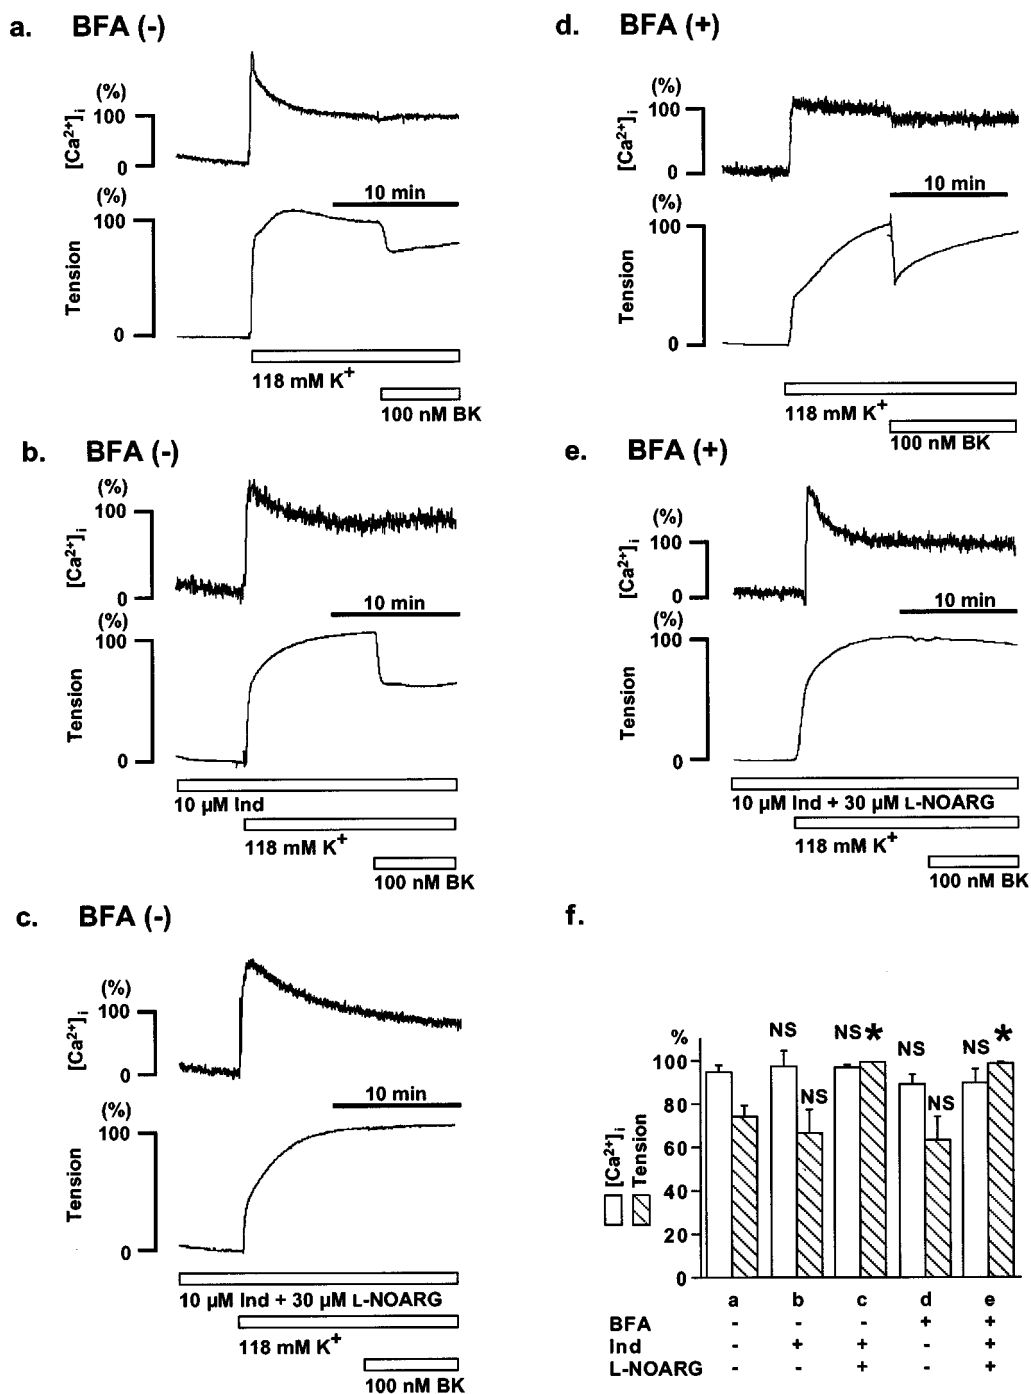 a. BFA (-)
(%)
100
[Ca²⁺]i
0
10 min
(%)
100
Tension
0
118 mM K⁺
100 nM BK
b. BFA (-)
(%)
100
[Ca²⁺]i
0
10 min
(%)
100
Tension
0
10 µM Ind
118 mM K⁺
100 nM BK
c. BFA (-)
(%)
100
[Ca²⁺]i
0
10 min
(%)
100
Tension
0
10 µM Ind + 30 µM L-NOARG
118 mM K⁺
100 nM BK
d. BFA (+)
(%)
100
[Ca²⁺]i
0
10 min
(%)
100
Tension
0
118 mM K⁺
100 nM BK
e. BFA (+)
(%)
100
[Ca²⁺]i
0
10 min
(%)
100
Tension
0
10 µM Ind + 30 µM L-NOARG
118 mM K⁺
100 nM BK
f.
%
100
80
60
40
20
0
[Ca²⁺]i
Tension
NS NS * NS NS *
NS NS
a b c d e
BFA - - - + +
Ind - + + - +
L-NOARG - - + - +